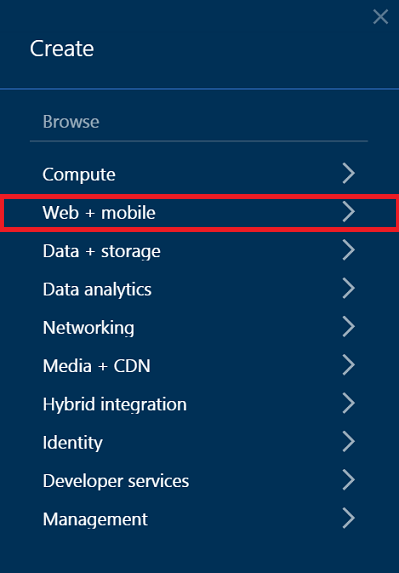 Create
Browse
Compute
Web + mobile
Data + storage
Data analytics
Networking
Media + CDN
Hybrid integration
Identity
Developer services
Management